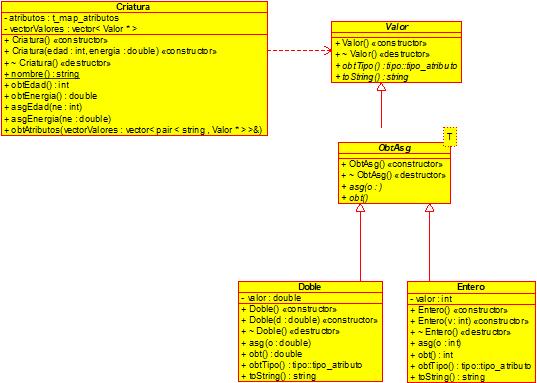 Criatura
- atributos : t_map_atributos
- vectorValores : vector< Valor * >
+ Criatura() «constructor»
+ Criatura(edad : int, energia : double) «constructor»
+ ~ Criatura() «destructor»
+ nombre() : string
+ obtEdad() : int
+ obtEnergia() : double
+ asgEdad(ne : int)
+ asgEnergia(ne : double)
+ obtAtributos(vectorValores : vector< pair < string , Valor * > >&)
Valor
+ Valor() «constructor»
+ ~ Valor() «destructor»
+ obtTipo() : tipo::tipo_atributo
+ toString() : string
T
ObtAsg
+ ObtAsg() «constructor»
+ ~ ObtAsg() «destructor»
+ asg(o : )
+ obt()
Doble
- valor : double
+ Doble() «constructor»
+ Doble(d : double) «constructor»
+ ~ Doble() «destructor»
+ asg(o : double)
+ obt() : double
+ obtTipo() : tipo::tipo_atributo
+ toString() : string
Entero
- valor : int
+ Entero() «constructor»
+ Entero(v : int) «constructor»
+ ~ Entero() «destructor»
+ asg(o : int)
+ obt() : int
+ obtTipo() : tipo::tipo_atributo
+ toString() : string